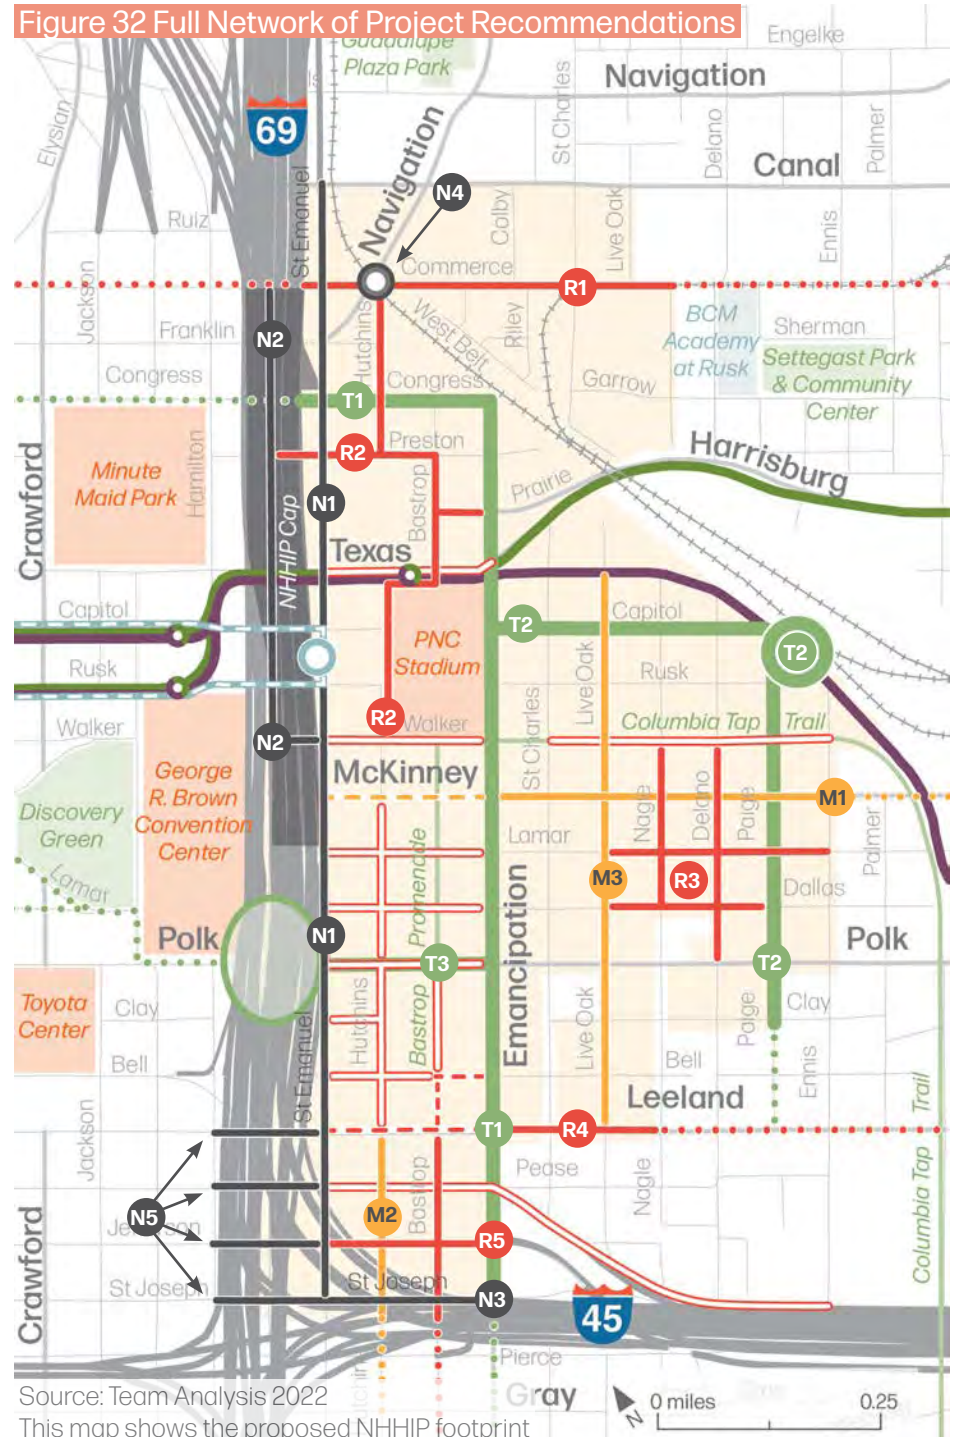 Figure 32 Full Network of Project Recommendations
Engelke
Guadalupe
Plaza Park
Navigation
St Charles
Delano
Palmer
Elysian
69
Navigation
Canal
St Emanuel
N4
Colby
Live Oak
Ennis
Ruiz
Commerce
R1
Jackson
Franklin
N2
Hutchins
West Belt
Riley
BCM
Academy
at Rusk
Sherman
Settegast Park
& Community
Center
Congress
Congress
Garrow
T1
Crawford
Minute
Maid Park
Hamilton
R2
Preston
Harrisburg
Bastrop
Prairie
N1
NHHIP Cap
Texas
Capitol
T2
Capitol
PNC
Stadium
Live Oak
T2
Rusk
Rusk
St Charles
R2
Walker
Walker
Columbia Tap
Trail
N2
McKinney
George
R. Brown
Convention
Center
Discovery
Green
Lamar
M1
Nagle
Delano
Paige
Palmer
Lamar
Promenade
Emancipation
M3
R3
Dallas
N1
Polk
T3
T2
Polk
Toyota
Center
Clay
Hutchins
Bastrop
Live Oak
Paige
Clay
Bell
St Emanuel
Bell
Ennis
Leeland
Trail
Jackson
T1
R4
Pease
Nagle
Columbia Tap
N5
Jefferson
M2
Bastrop
R5
Crawford
St Joseph
St Joseph
N3
45
Pierce
Source: Team Analysis 2022
Gray
N
0 miles
0.25
This map shows the proposed NHHIP footprint